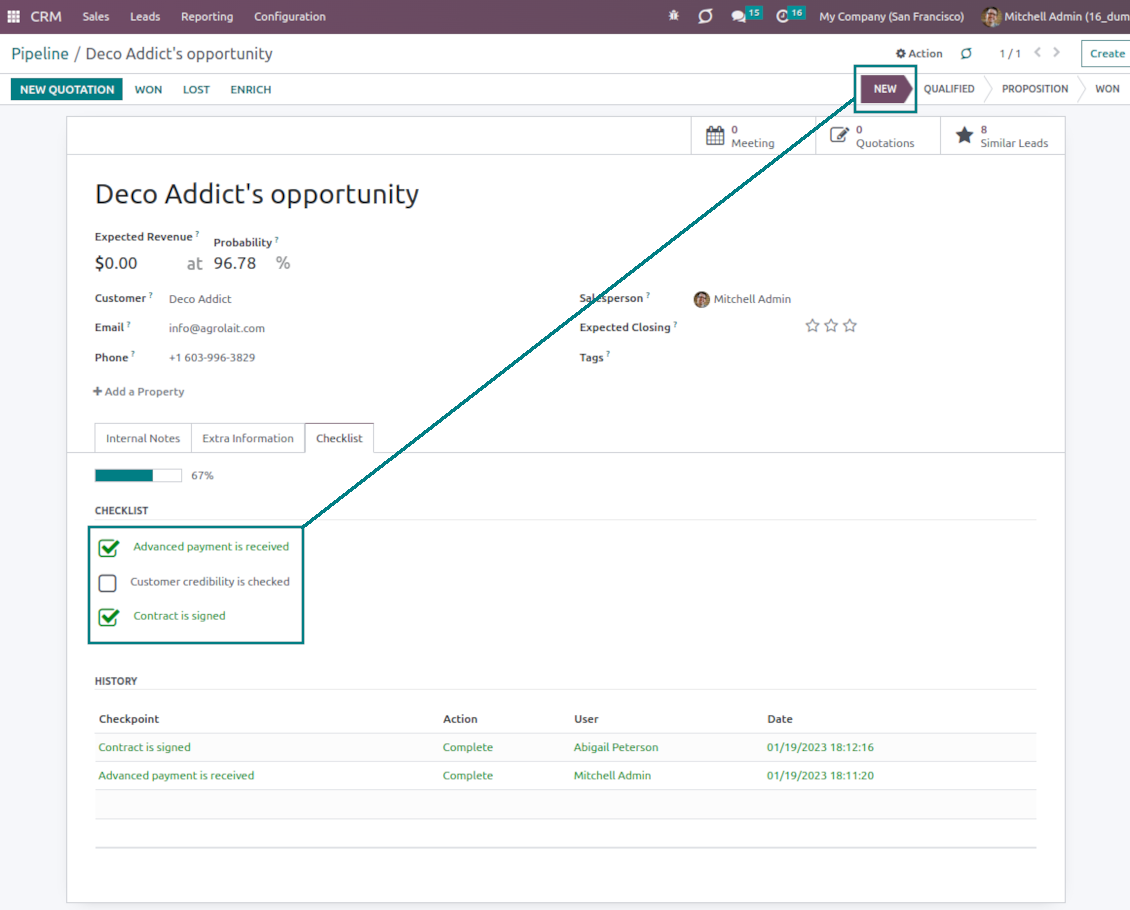 CRM Sales Leads Reporting Configuration 15 16 My Company (San Francisco) Mitchell Admin (16_dum
Pipeline / Deco Addict's opportunity Action 1 / 1 Create
NEW QUOTATION WON LOST ENRICH NEW QUALIFIED PROPOSITION WON
0 Meeting 0 Quotations 8 Similar Leads
Deco Addict's opportunity
Expected Revenue ? Probability ?
$0.00 at 96.78 %
Customer ? Deco Addict Salesperson ? Mitchell Admin
Email ? info@agrolait.com Expected Closing ?
Phone ? +1 603-996-3829 Tags ?
+ Add a Property
Internal Notes Extra Information Checklist
67%
CHECKLIST
Advanced payment is received
Customer credibility is checked
Contract is signed
HISTORY
Checkpoint Action User Date
Contract is signed Complete Abigail Peterson 01/19/2023 18:12:16
Advanced payment is received Complete Mitchell Admin 01/19/2023 18:11:20